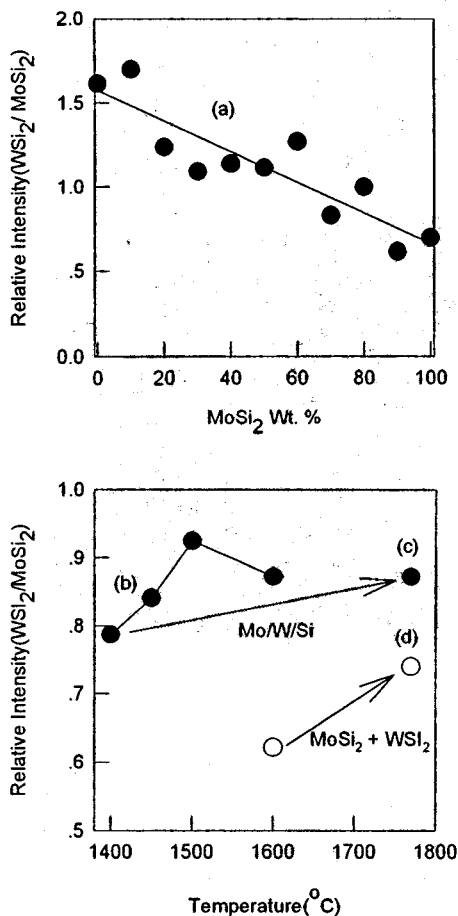 Relative Intensity(WSi2/ MoSi2)
2.0
1.5
1.0
.5
0.0
(a)
0 20 40 60 80 100
MoSi2 Wt. %
Relative Intensity(WSI2/MoSi2)
1.0
.9
.8
.7
.6
.5
(b)
(c)
Mo/W/Si
(d)
MoSi2 + WSI2
1400 1500 1600 1700 1800
Temperature(oC)